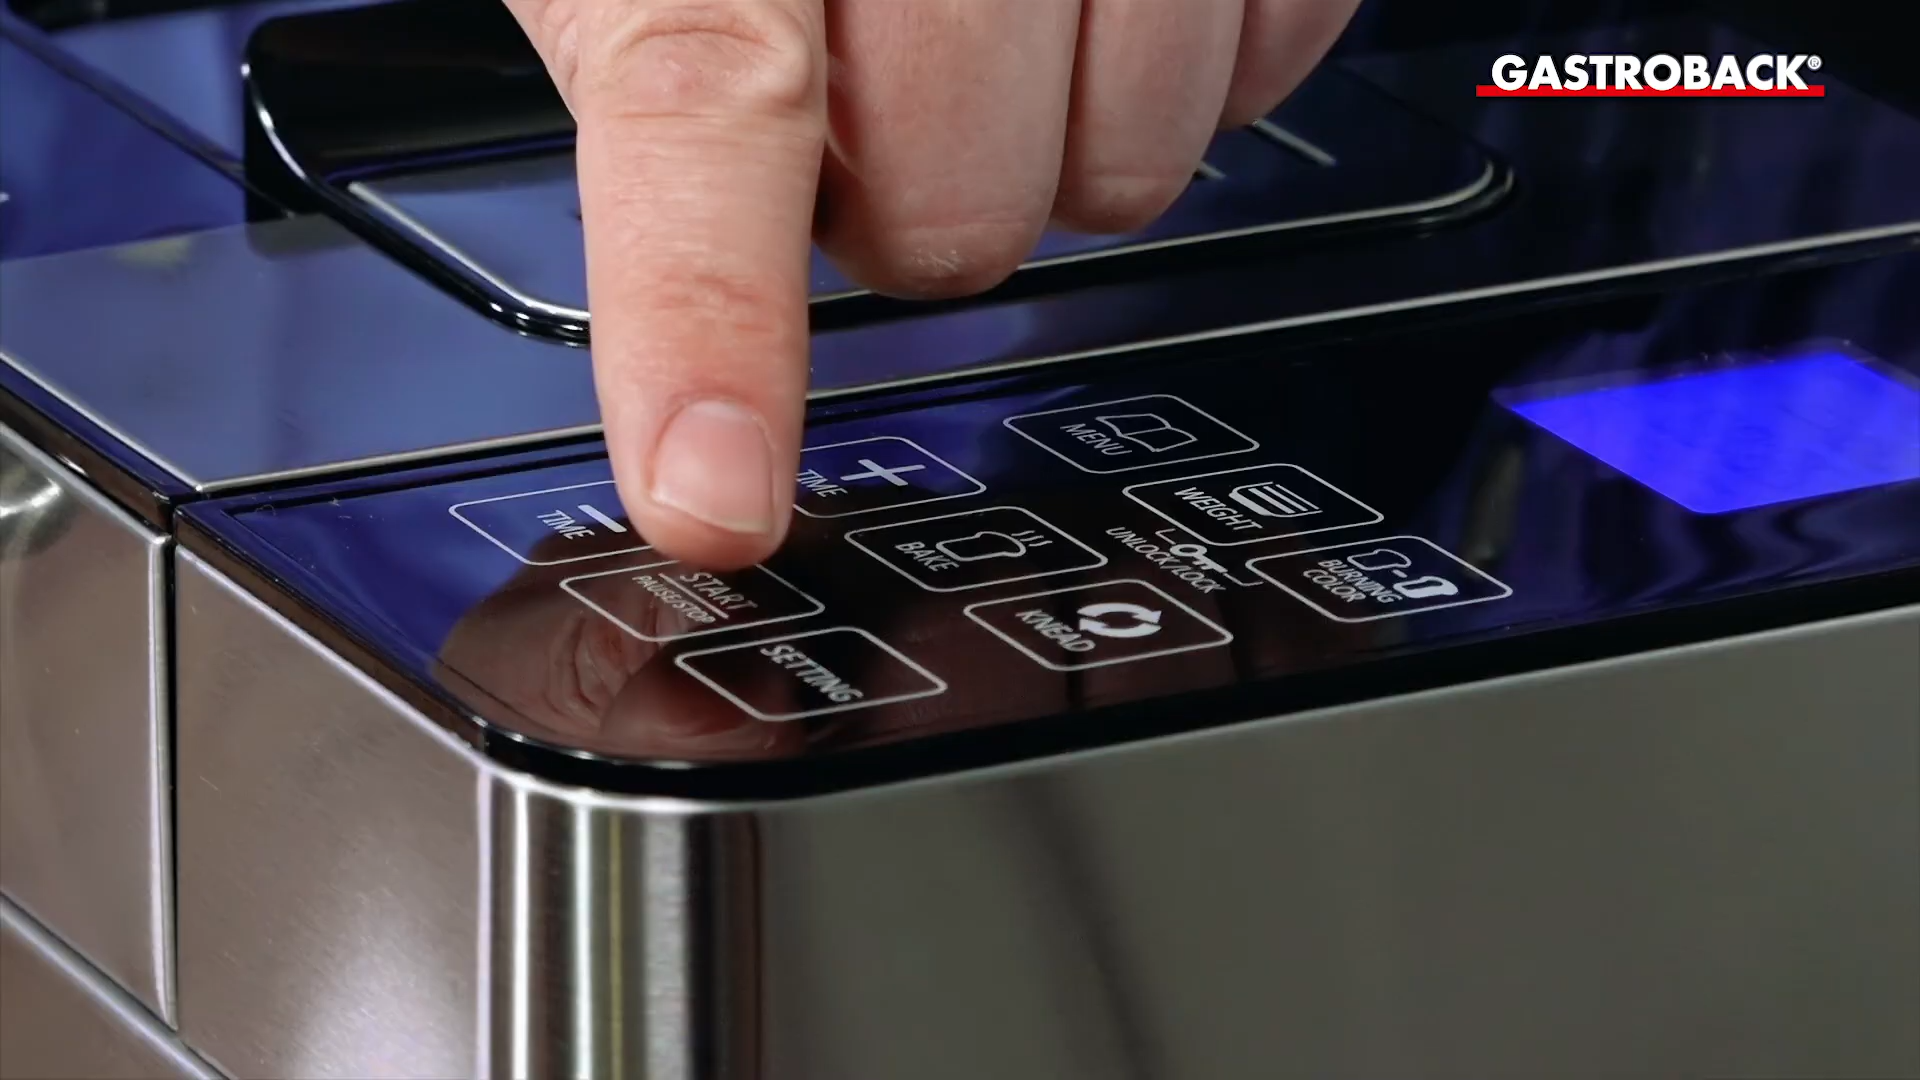 GASTROBACK®
MENU
+
TIME
WEIGHT
–
TIME
BAKE
UNLOCK/LOCK
BURNING
COLOR
START
PAUSE/STOP
KNEAD
SETTING